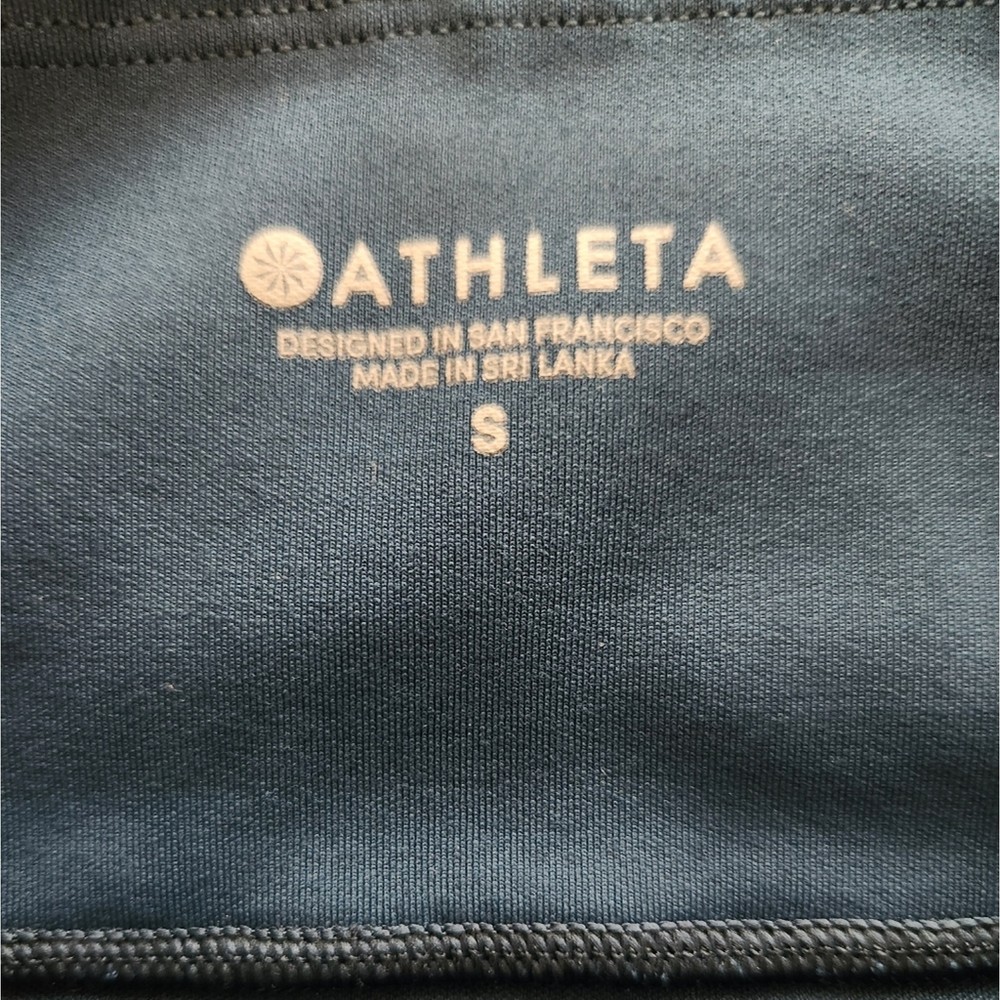 ATHLETA
DESIGNED IN SAN FRANCISCO
MADE IN SRI LANKA
S